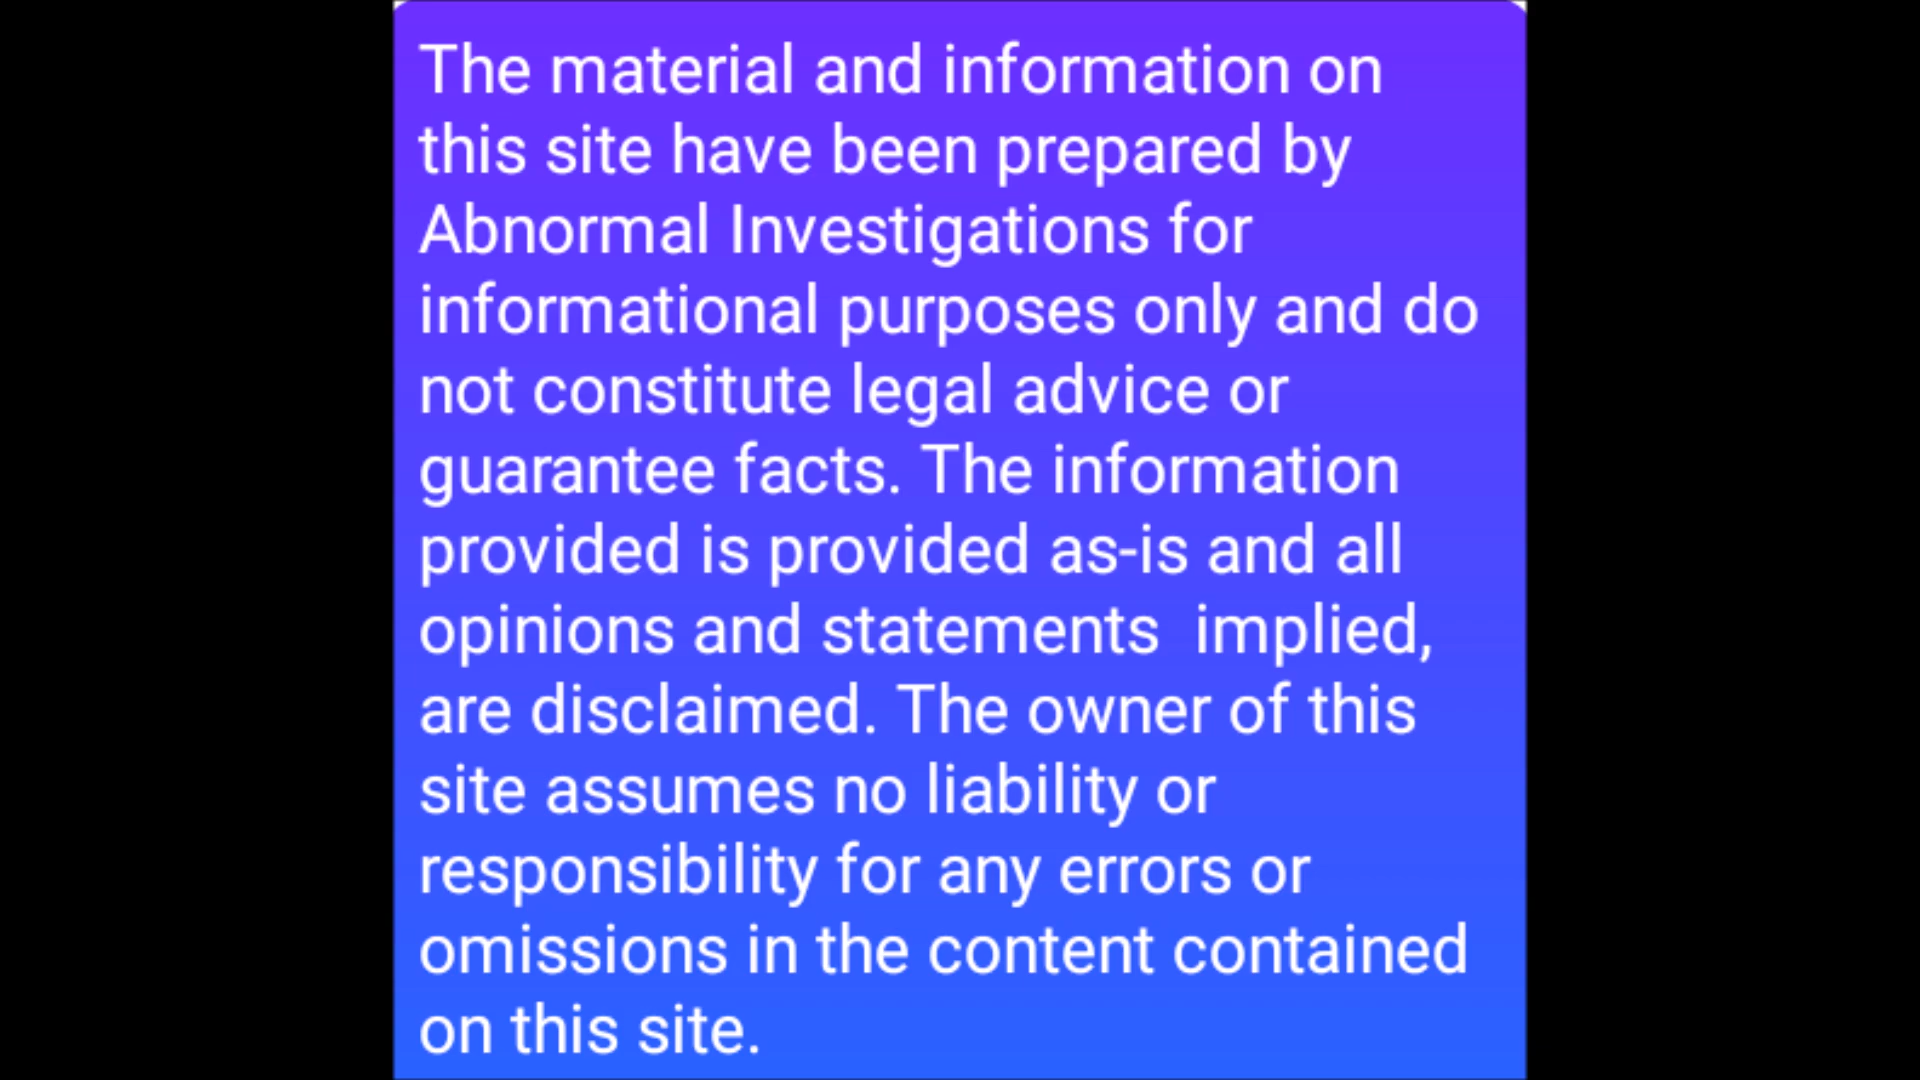 The material and information on
this site have been prepared by
Abnormal Investigations for
informational purposes only and do
not constitute legal advice or
guarantee facts. The information
provided is provided as-is and all
opinions and statements  implied,
are disclaimed. The owner of this
site assumes no liability or
responsibility for any errors or
omissions in the content contained
on this site.